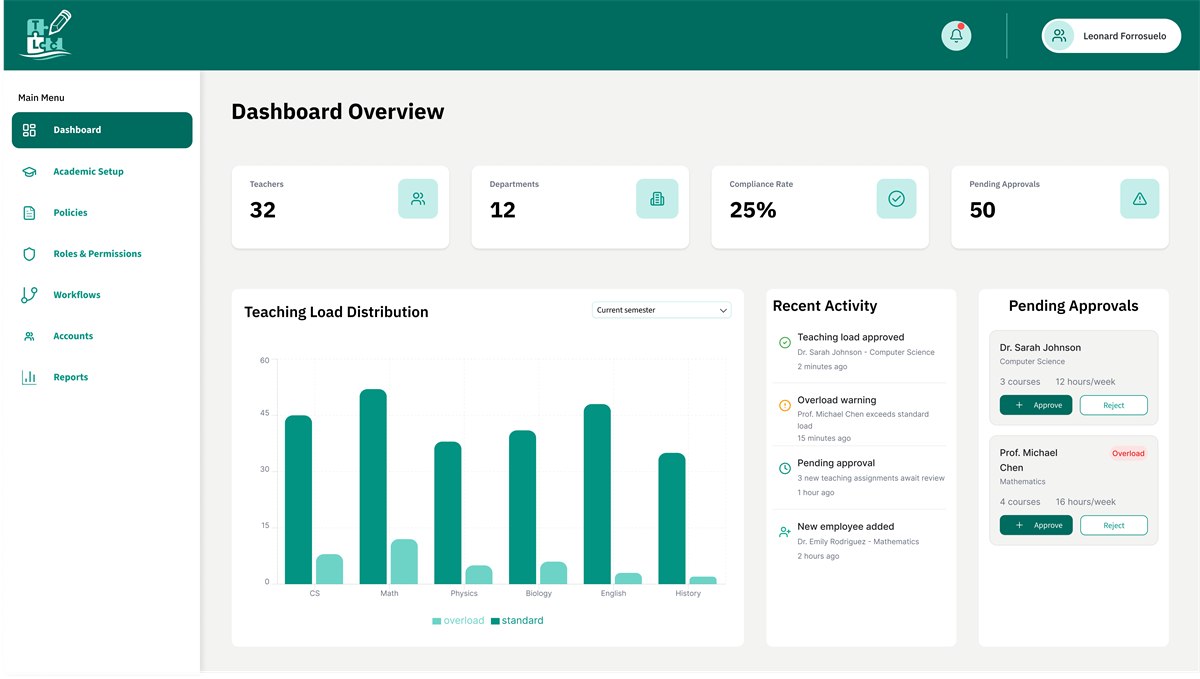 T
L
Leonard Forrosuelo
Main Menu
Dashboard
Academic Setup
Policies
Roles & Permissions
Workflows
Accounts
Reports
Dashboard Overview
Teachers
32
Departments
12
Compliance Rate
25%
Pending Approvals
50
Teaching Load Distribution
Current semester
60
45
30
15
0
CS
Math
Physics
Biology
English
History
overload
standard
Recent Activity
Teaching load approved
Dr. Sarah Johnson - Computer Science
2 minutes ago
Overload warning
Prof. Michael Chen exceeds standard
load
15 minutes ago
Pending approval
3 new teaching assignments await review
1 hour ago
New employee added
Dr. Emily Rodriguez - Mathematics
2 hours ago
Pending Approvals
Dr. Sarah Johnson
Computer Science
3 courses 12 hours/week
+ Approve
Reject
Prof. Michael
Chen
Overload
Mathematics
4 courses 16 hours/week
+ Approve
Reject